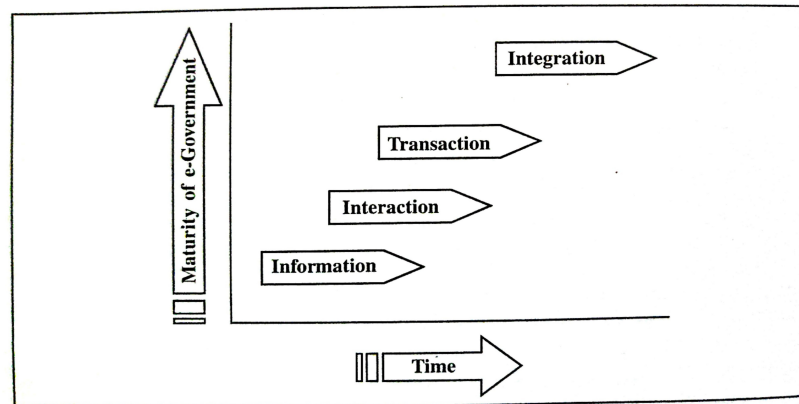 Integration
Transaction
Interaction
Information
Maturity of e-Government
Time